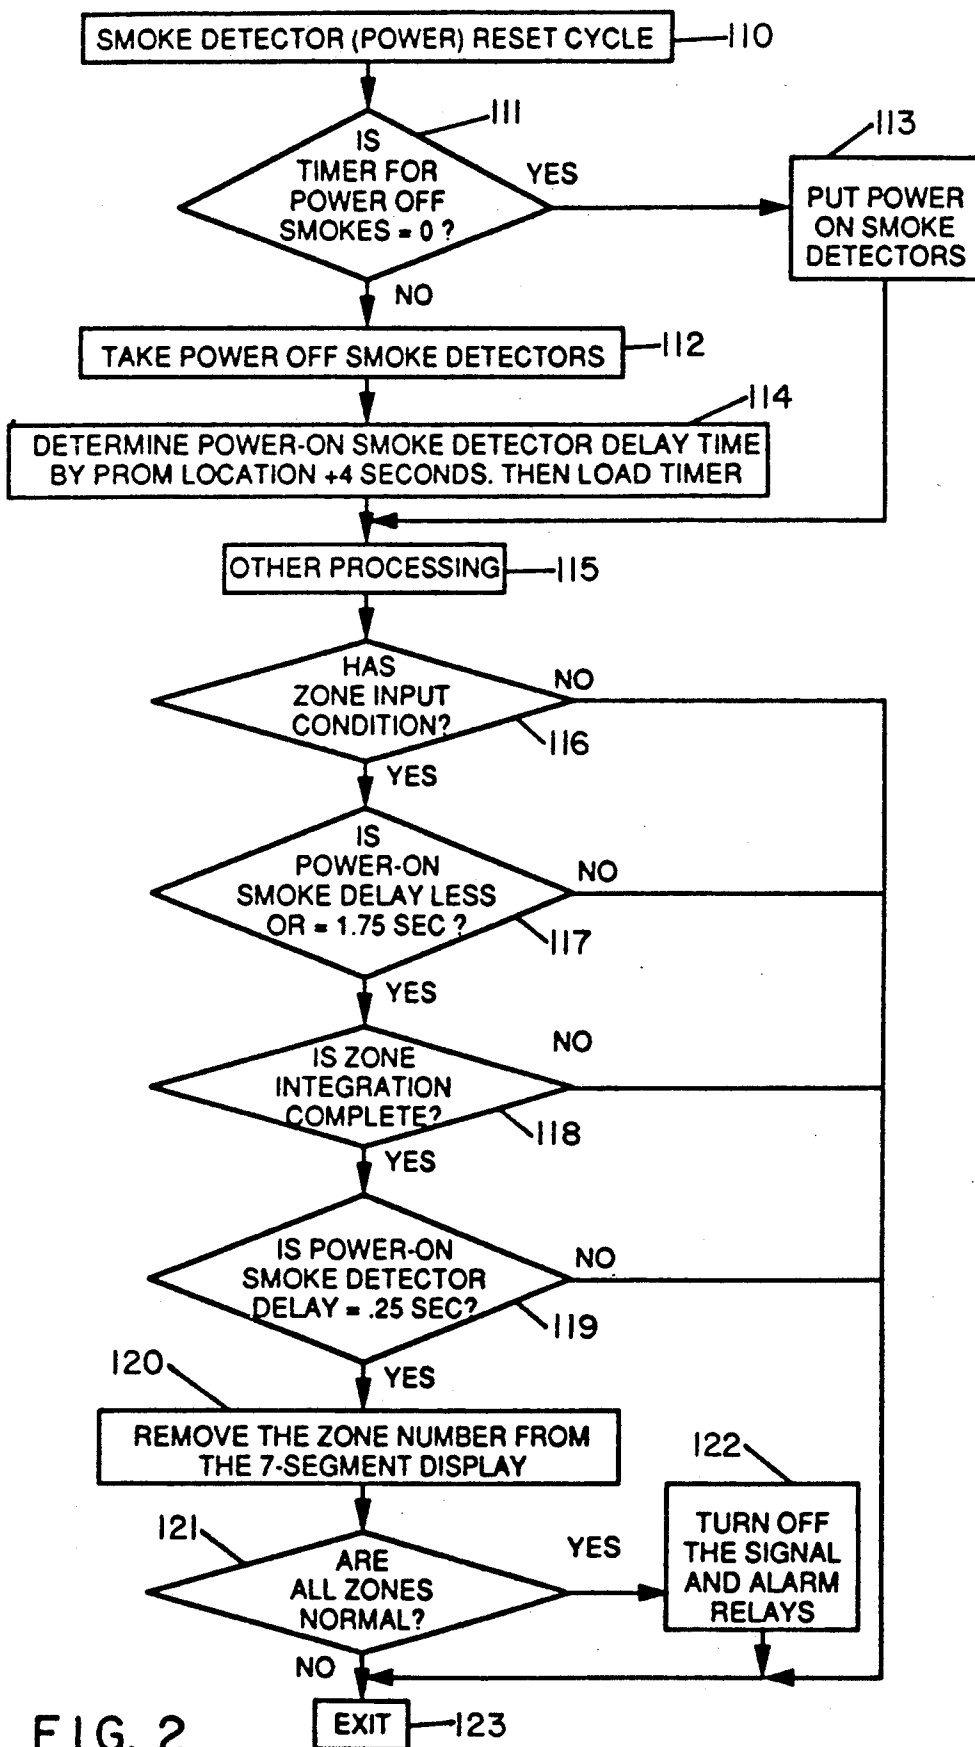 SMOKE DETECTOR (POWER) RESET CYCLE
110
111
IS
TIMER FOR
POWER OFF
SMOKES = 0 ?
YES
113
PUT POWER
ON SMOKE
DETECTORS
NO
TAKE POWER OFF SMOKE DETECTORS
112
114
DETERMINE POWER-ON SMOKE DETECTOR DELAY TIME
BY PROM LOCATION +4 SECONDS. THEN LOAD TIMER
OTHER PROCESSING
115
HAS
ZONE INPUT
CONDITION?
NO
116
YES
IS
POWER-ON
SMOKE DELAY LESS
OR = 1.75 SEC ?
NO
117
YES
IS ZONE
INTEGRATION
COMPLETE?
NO
118
YES
IS POWER-ON
SMOKE DETECTOR
DELAY = .25 SEC?
NO
119
YES
120
REMOVE THE ZONE NUMBER FROM
THE 7-SEGMENT DISPLAY
121
ARE
ALL ZONES
NORMAL?
YES
122
TURN OFF
THE SIGNAL
AND ALARM
RELAYS
NO
EXIT
123
FIG. 2